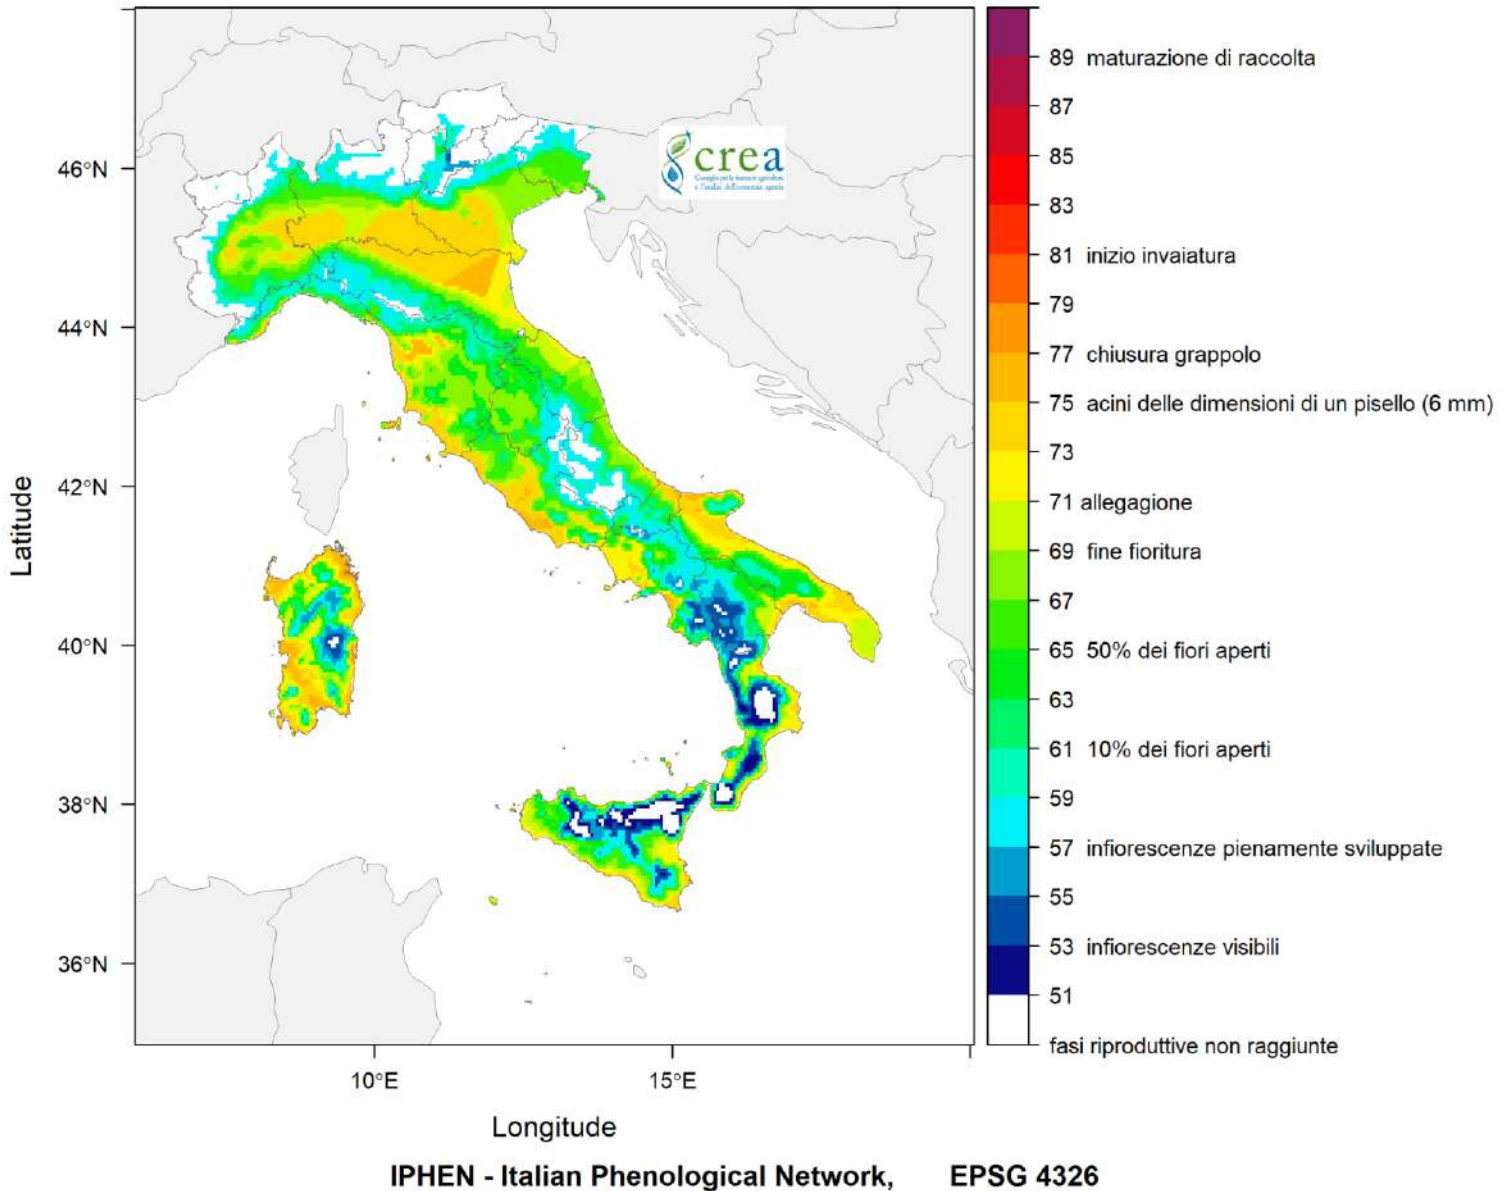 46°N
44°N
42°N
40°N
38°N
36°N
Latitude
10°E
15°E
Longitude
crea
89 maturazione di raccolta
87
85
83
81 inizio invaiatura
79
77 chiusura grappolo
75 acini delle dimensioni di un pisello (6 mm)
73
71 allegagione
69 fine fioritura
67
65 50% dei fiori aperti
63
61 10% dei fiori aperti
59
57 infiorescenze pienamente sviluppate
55
53 infiorescenze visibili
51
fasi riproduttive non raggiunte
IPHEN - Italian Phenological Network, EPSG 4326